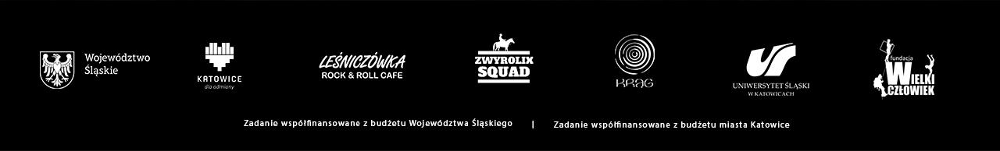 Województwo
Śląskie
KATOWICE
dla odmiany
LEŚNICZÓWKA
ROCK & ROLL CAFE
ZWYROLIX
SQUAD
KRĄG
UNIWERSYTET ŚLĄSKI
W KATOWICACH
fundacja
WIELKI
CZŁOWIEK
Zadanie współfinansowane z budżetu Województwa Śląskiego | Zadanie współfinansowane z budżetu miasta Katowice